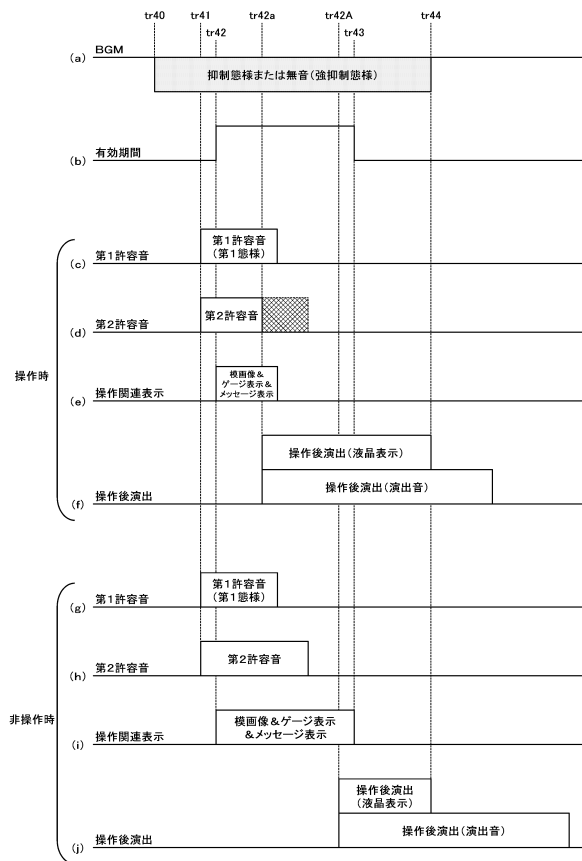 tr40 tr41 tr42a tr42A tr44
tr42 tr43
(a) BGM
抑制態様または無音(強抑制態様)
(b) 有効期間
操作時
(c) 第1許容音
第1許容音
(第1態様)
(d) 第2許容音
第2許容音
(e) 操作関連表示
模画像&
ゲージ表示&
メッセージ表示
(f) 操作後演出
操作後演出(液晶表示)
操作後演出(演出音)
非操作時
(g) 第1許容音
第1許容音
(第1態様)
(h) 第2許容音
第2許容音
(i) 操作関連表示
模画像&ゲージ表示
&メッセージ表示
(j) 操作後演出
操作後演出
(液晶表示)
操作後演出(演出音)